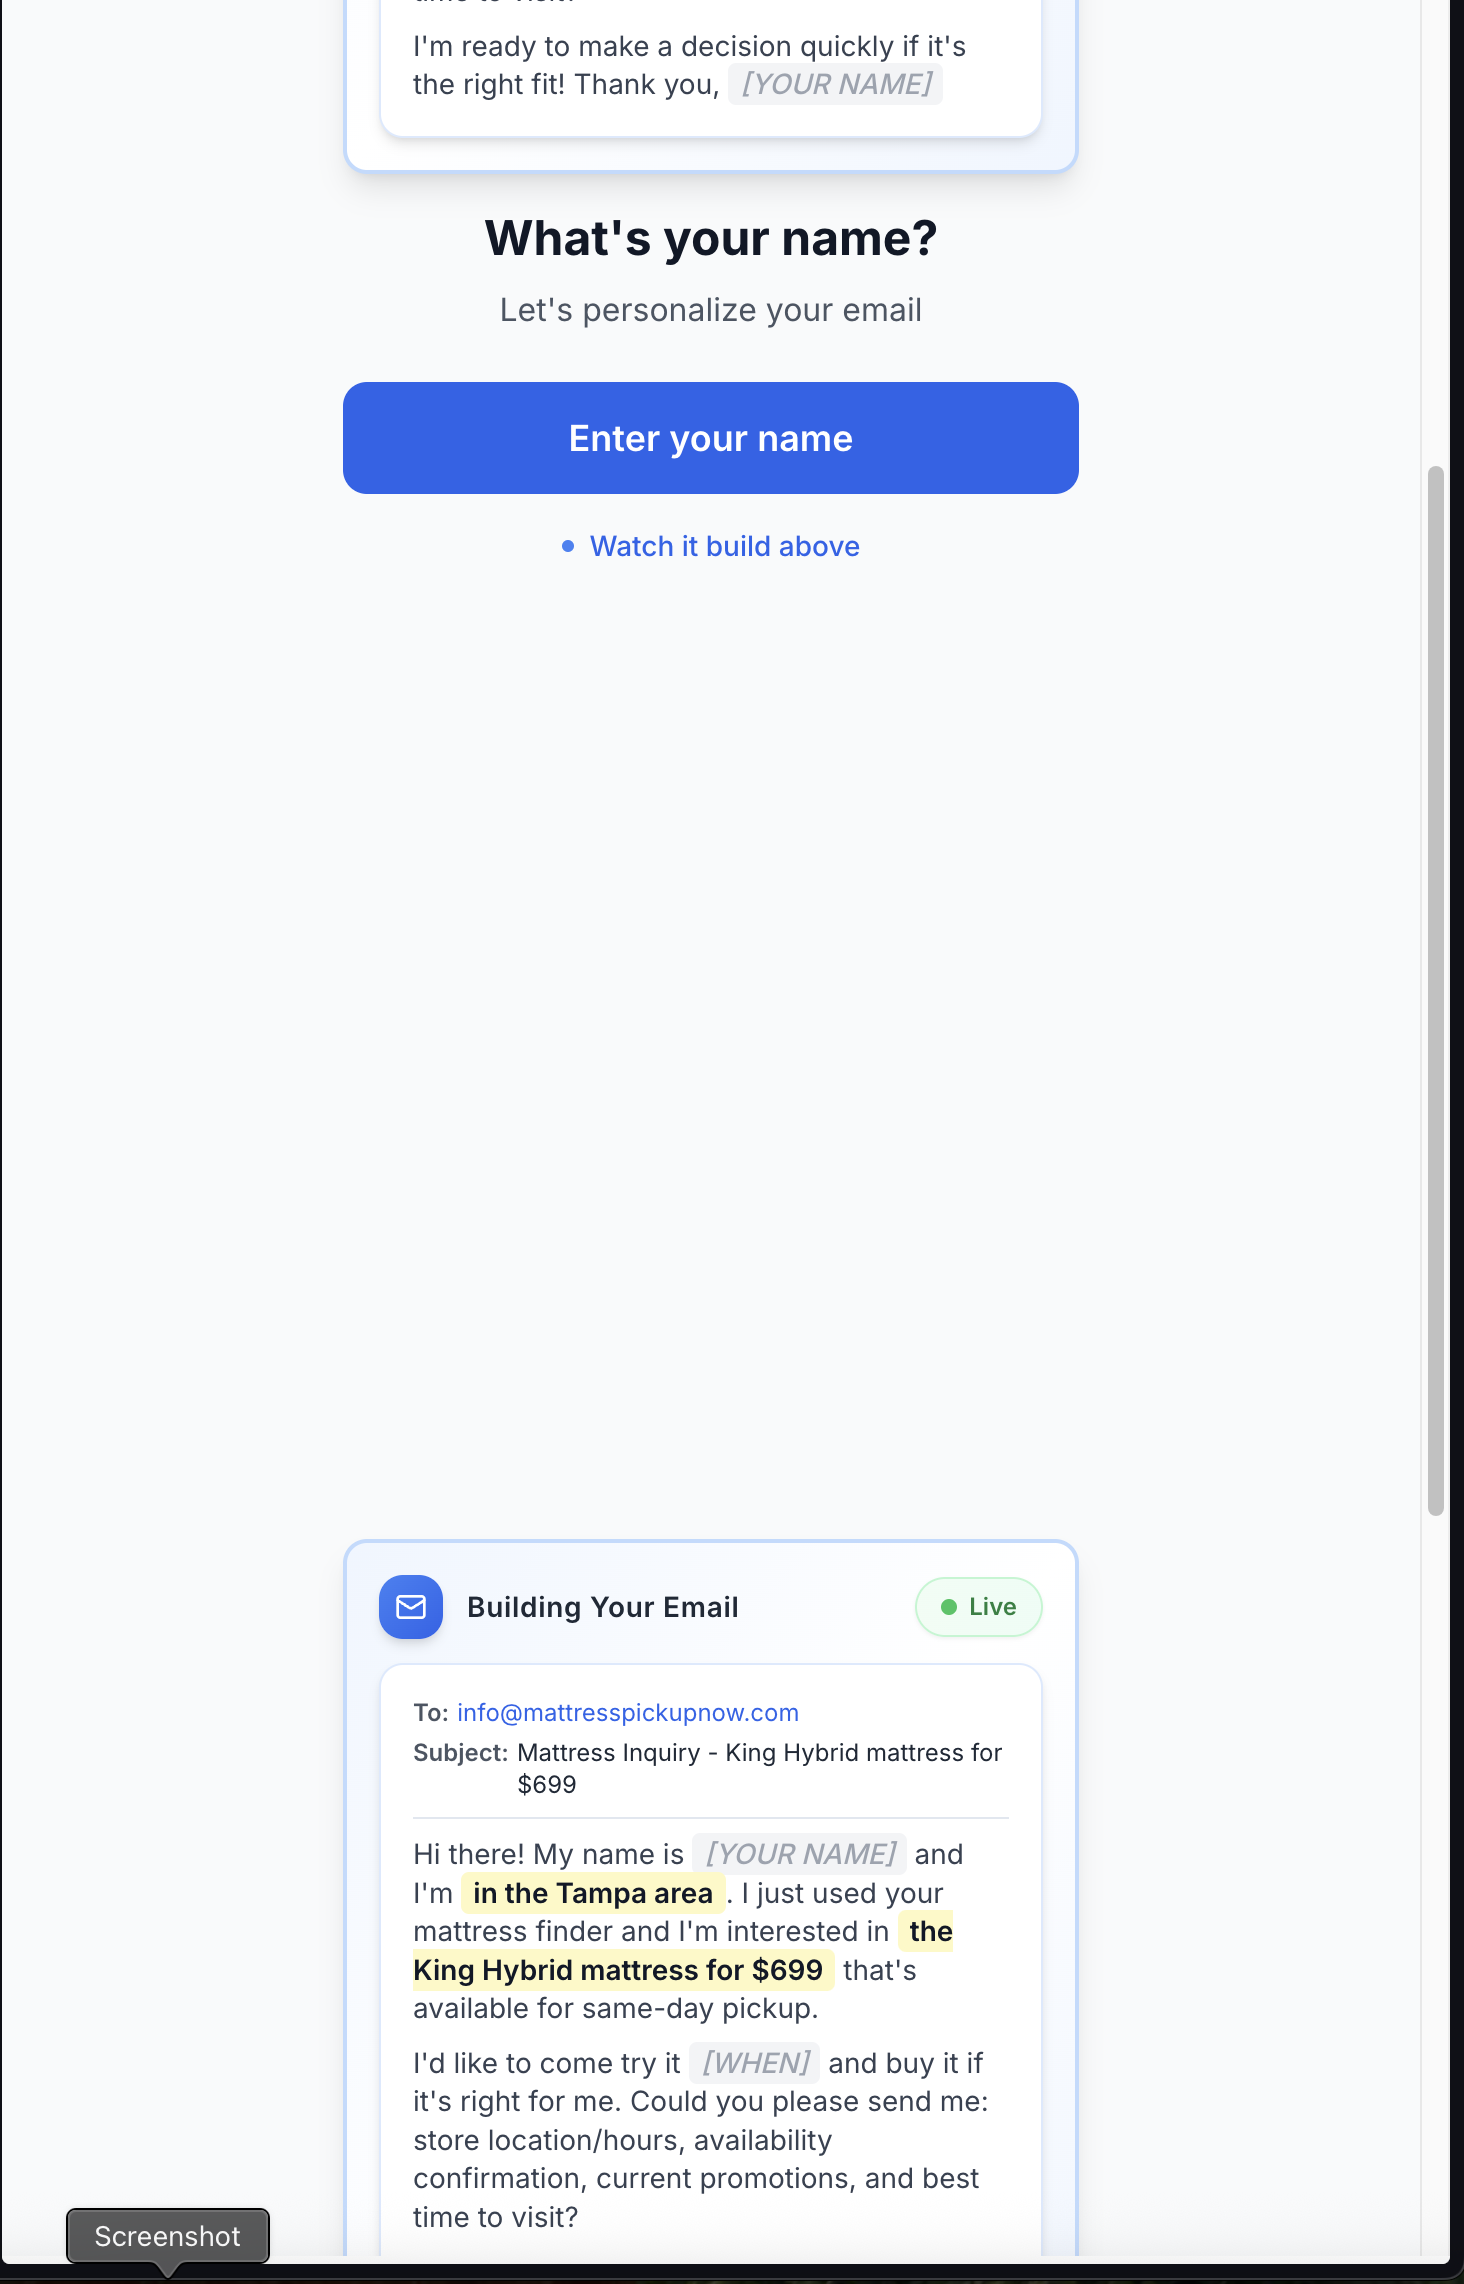 I'm ready to make a decision quickly if it's
the right fit! Thank you, [YOUR NAME]
What's your name?
Let's personalize your email
Enter your name
Watch it build above
Building Your Email
Live
To: info@mattresspickupnow.com
Subject: Mattress Inquiry - King Hybrid mattress for
$699
Hi there! My name is [YOUR NAME] and
I'm in the Tampa area . I just used your
mattress finder and I'm interested in the
King Hybrid mattress for $699 that's
available for same-day pickup.
I'd like to come try it [WHEN] and buy it if
it's right for me. Could you please send me:
store location/hours, availability
confirmation, current promotions, and best
time to visit?
Screenshot